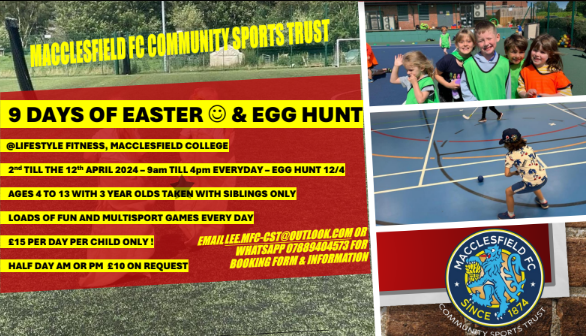 MACCLESFIELD FC COMMUNITY SPORTS TRUST
9 DAYS OF EASTER ☺ & EGG HUNT
@LIFESTYLE FITNESS, MACCLESFIELD COLLEGE
2nd TILL THE 12th APRIL 2024 – 9am TILL 4pm EVERYDAY – EGG HUNT 12/4
AGES 4 TO 13 WITH 3 YEAR OLDS TAKEN WITH SIBLINGS ONLY
LOADS OF FUN AND MULTISPORT GAMES EVERY DAY
£15 PER DAY PER CHILD ONLY !
HALF DAY AM OR PM £10 ON REQUEST
EMAIL LEE.MFC-CST@OUTLOOK.COM OR
WHATSAPP 07889404573 FOR
BOOKING FORM & INFORMATION
MACCLESFIELD FC
SINCE 1874
COMMUNITY SPORTS TRUST